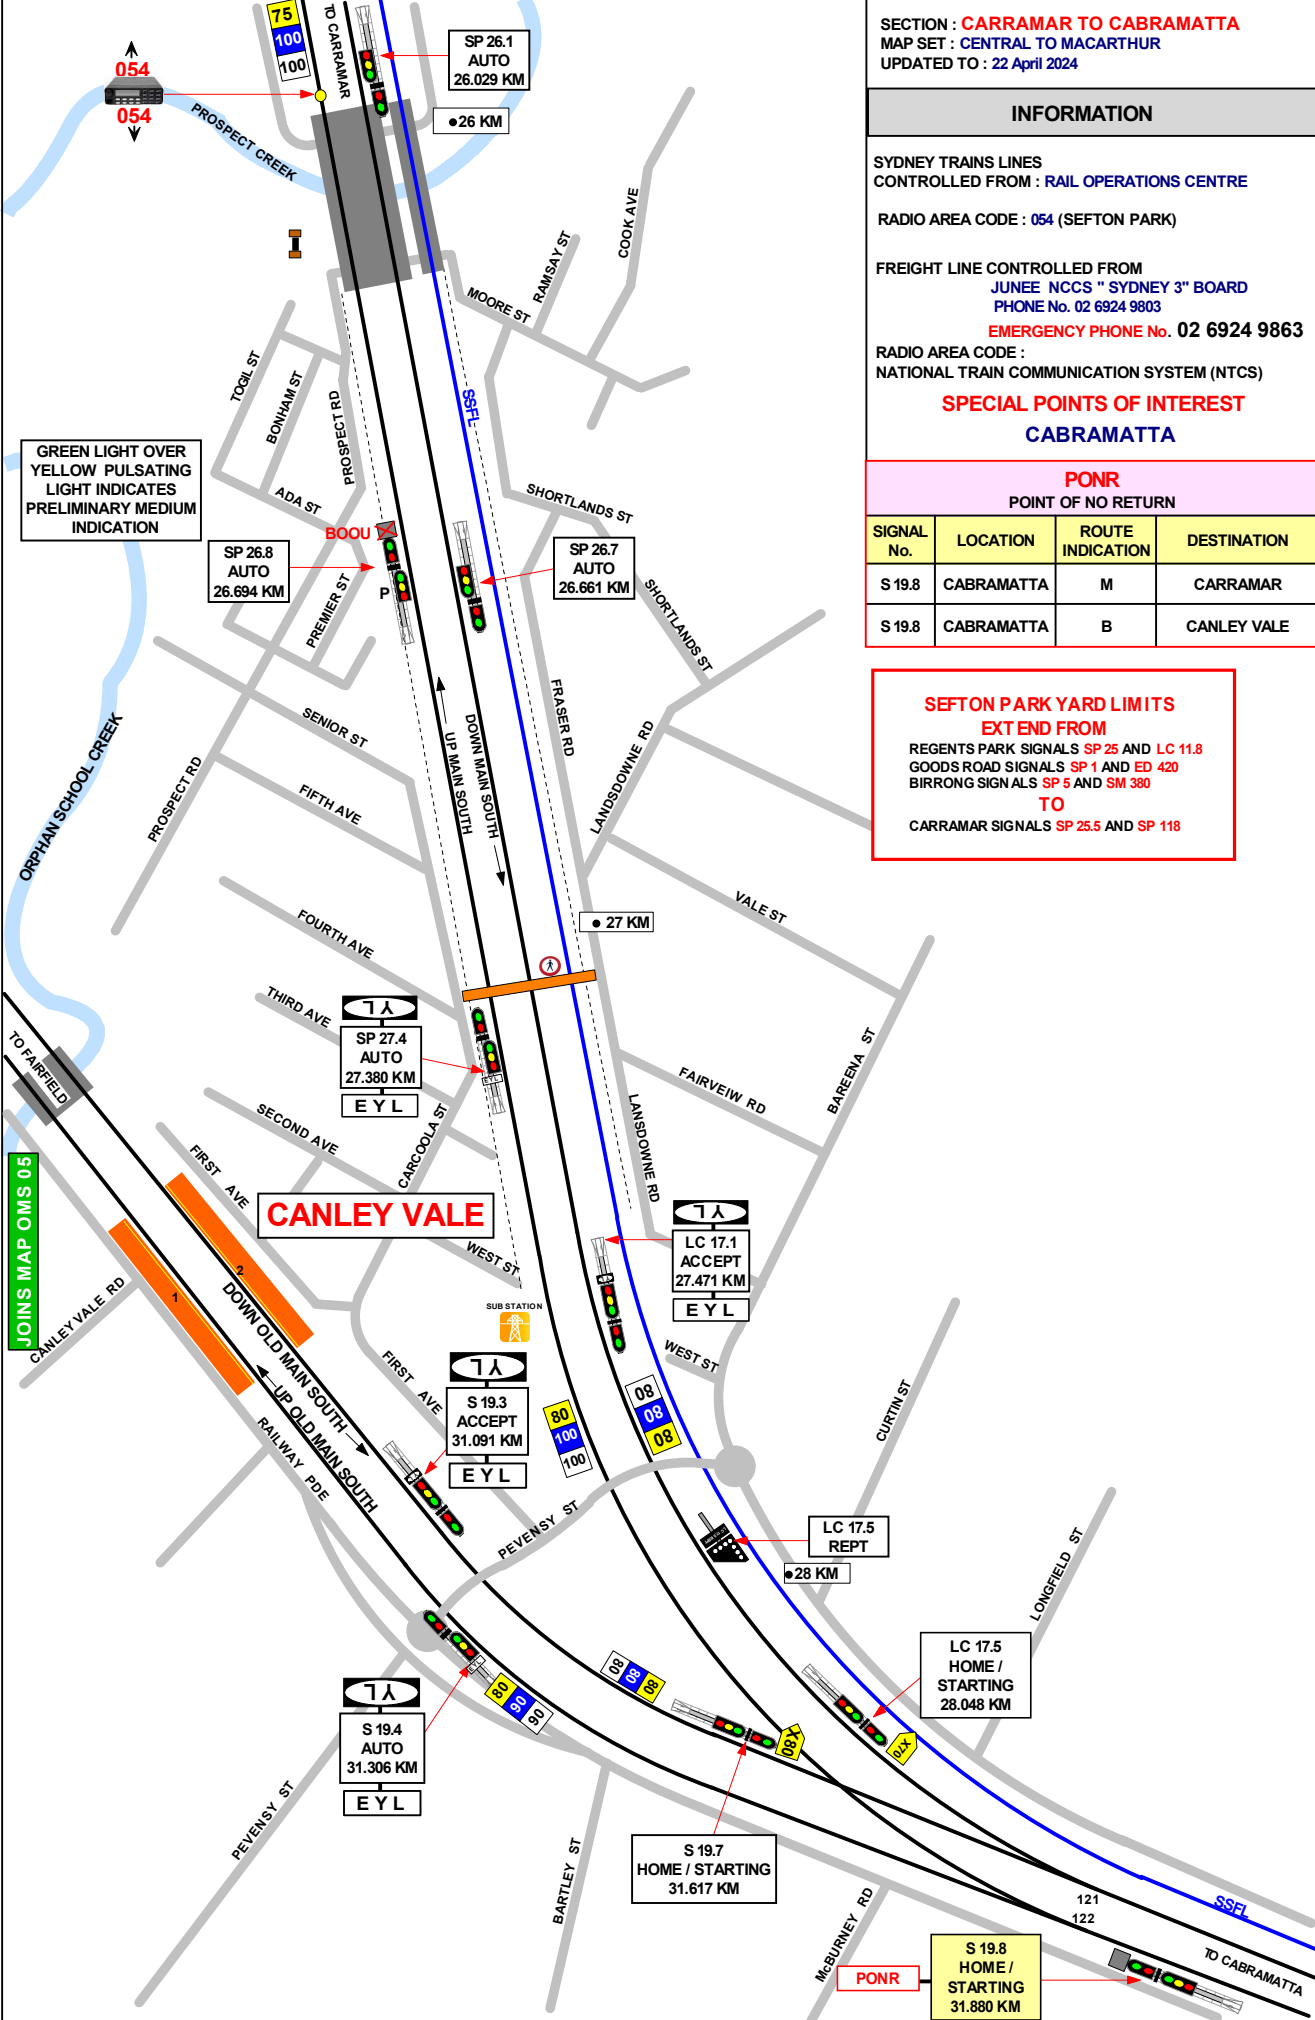 SECTION : CARRAMAR TO CABRAMATTA
MAP SET : CENTRAL TO MACARTHUR
UPDATED TO : 22 April 2024
INFORMATION
SYDNEY TRAINS LINES
CONTROLLED FROM : RAIL OPERATIONS CENTRE
RADIO AREA CODE : 054 (SEFTON PARK)
FREIGHT LINE CONTROLLED FROM
JUNEE NCCS " SYDNEY 3" BOARD
PHONE No. 02 6924 9803
EMERGENCY PHONE No. 02 6924 9863
RADIO AREA CODE :
NATIONAL TRAIN COMMUNICATION SYSTEM (NTCS)
SPECIAL POINTS OF INTEREST
CABRAMATTA
PONR
POINT OF NO RETURN
SIGNAL No. LOCATION ROUTE INDICATION DESTINATION
S 19.8 CABRAMATTA M CARRAMAR
S 19.8 CABRAMATTA B CANLEY VALE
SEFTON PARK YARD LIMITS
EXTEND FROM
REGENTS PARK SIGNALS SP 25 AND LC 11.8
GOODS ROAD SIGNALS SP 1 AND ED 420
BIRRONG SIGNALS SP 5 AND SM 380
TO
CARRAMAR SIGNALS SP 25.5 AND SP 118
75
100
100
TO CARRAMAR
SP 26.1
AUTO
26.029 KM
054
054
26 KM
PROSPECT CREEK
COOK AVE
RAMSAY ST
MOORE ST
TOGIL ST
BONHAM ST
PROSPECT RD
SSFL
GREEN LIGHT OVER
YELLOW PULSATING
LIGHT INDICATES
PRELIMINARY MEDIUM
INDICATION
ADA ST
SHORTLANDS ST
BOOU
SP 26.8
AUTO
26.694 KM
P
SP 26.7
AUTO
26.661 KM
PREMIER ST
SHORTLANDS ST
SENIOR ST
UP MAIN SOUTH
DOWN MAIN SOUTH
FRASER RD
LANDSDOWNE RD
ORPHAN SCHOOL CREEK
PROSPECT RD
FIFTH AVE
VALE ST
27 KM
FOURTH AVE
THIRD AVE
YL
SP 27.4
AUTO
27.380 KM
E Y L
EYL
TO FAIRFIELD
FAIRVEIW RD
BAREENA ST
SECOND AVE
CARCOOLA ST
LANSDOWNE RD
FIRST AVE
JOINS MAP OMS 05
CANLEY VALE
YL
LC 17.1
ACCEPT
27.471 KM
E Y L
WEST ST
SUB STATION
CANLEY VALE RD
1
2
DOWN OLD MAIN SOUTH
UP OLD MAIN SOUTH
FIRST AVE
YL
S 19.3
ACCEPT
31.091 KM
E Y L
WEST ST
80
100
100
80
80
80
CURTIN ST
RAILWAY PDE
PEVENSY ST
LC 17.5
REPT
28 KM
LONGFIELD ST
LC 17.5
HOME /
STARTING
28.048 KM
X70
80
80
80
EYL
80
90
90
X80
YL
S 19.4
AUTO
31.306 KM
E Y L
PEVENSY ST
S 19.7
HOME / STARTING
31.617 KM
BARTLEY ST
McBURNEY RD
121
122
SSFL
TO CABRAMATTA
PONR
S 19.8
HOME /
STARTING
31.880 KM